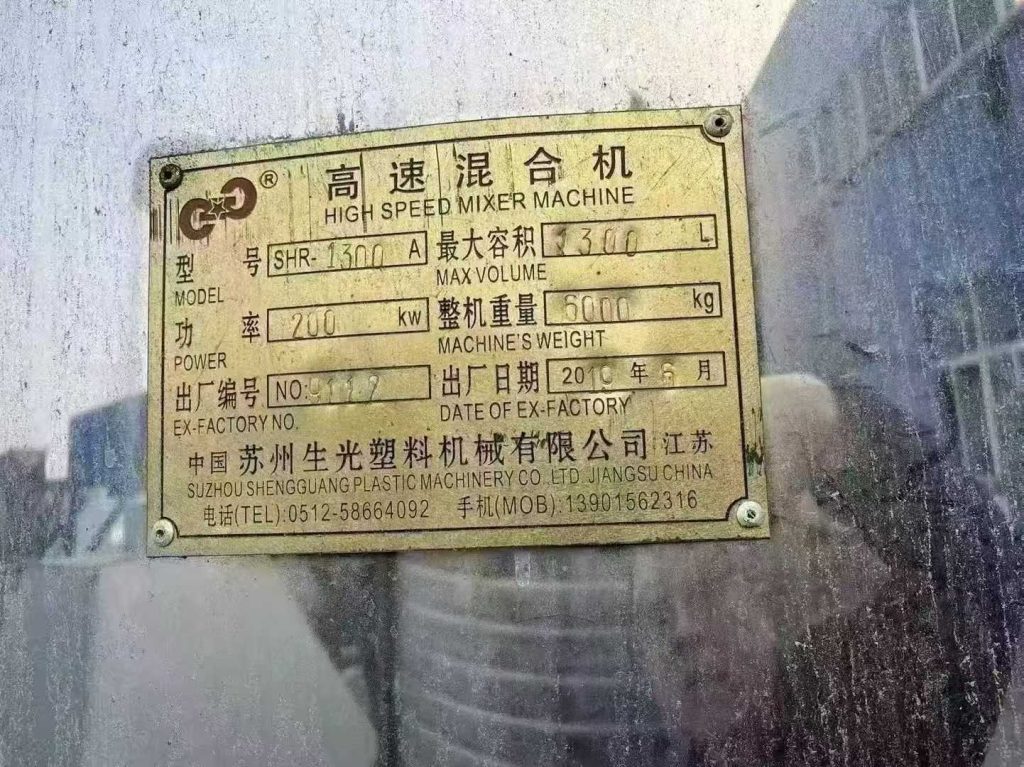 ® 高速混合机
HIGH SPEED MIXER MACHINE
型号 SHR-1300 A 最大容积 1300 L
MODEL MAX VOLUME
功率 200 kw 整机重量 6000 kg
POWER MACHINE'S WEIGHT
出厂编号 NO: 出厂日期 2019 年 6 月
EX-FACTORY NO. DATE OF EX-FACTORY
中国 苏州生光塑料机械有限公司 江苏
SUZHOU SHENGGUANG PLASTIC MACHINERY CO.,LTD JIANGSU CHINA
电话(TEL):0512-58664092 手机(MOB):13901562316